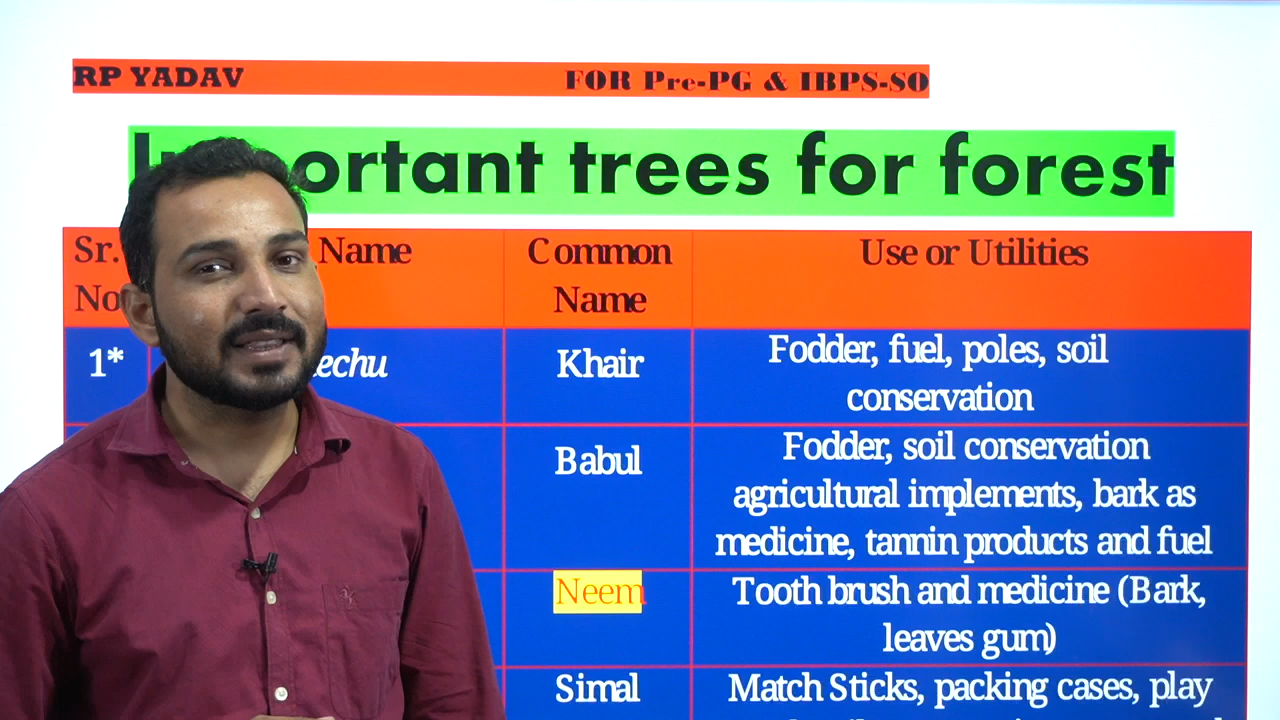 RP YADAV FOR Pre-PG & IBPS-SO
Important trees for forest
Sr. No Name Common Name Use or Utilities
1* Khair Fodder, fuel, poles, soil
conservation
Babul Fodder, soil conservation
agricultural implements, bark as
medicine, tannin products and fuel
Neem Tooth brush and medicine (Bark,
leaves gum)
Simal Match Sticks, packing cases, play